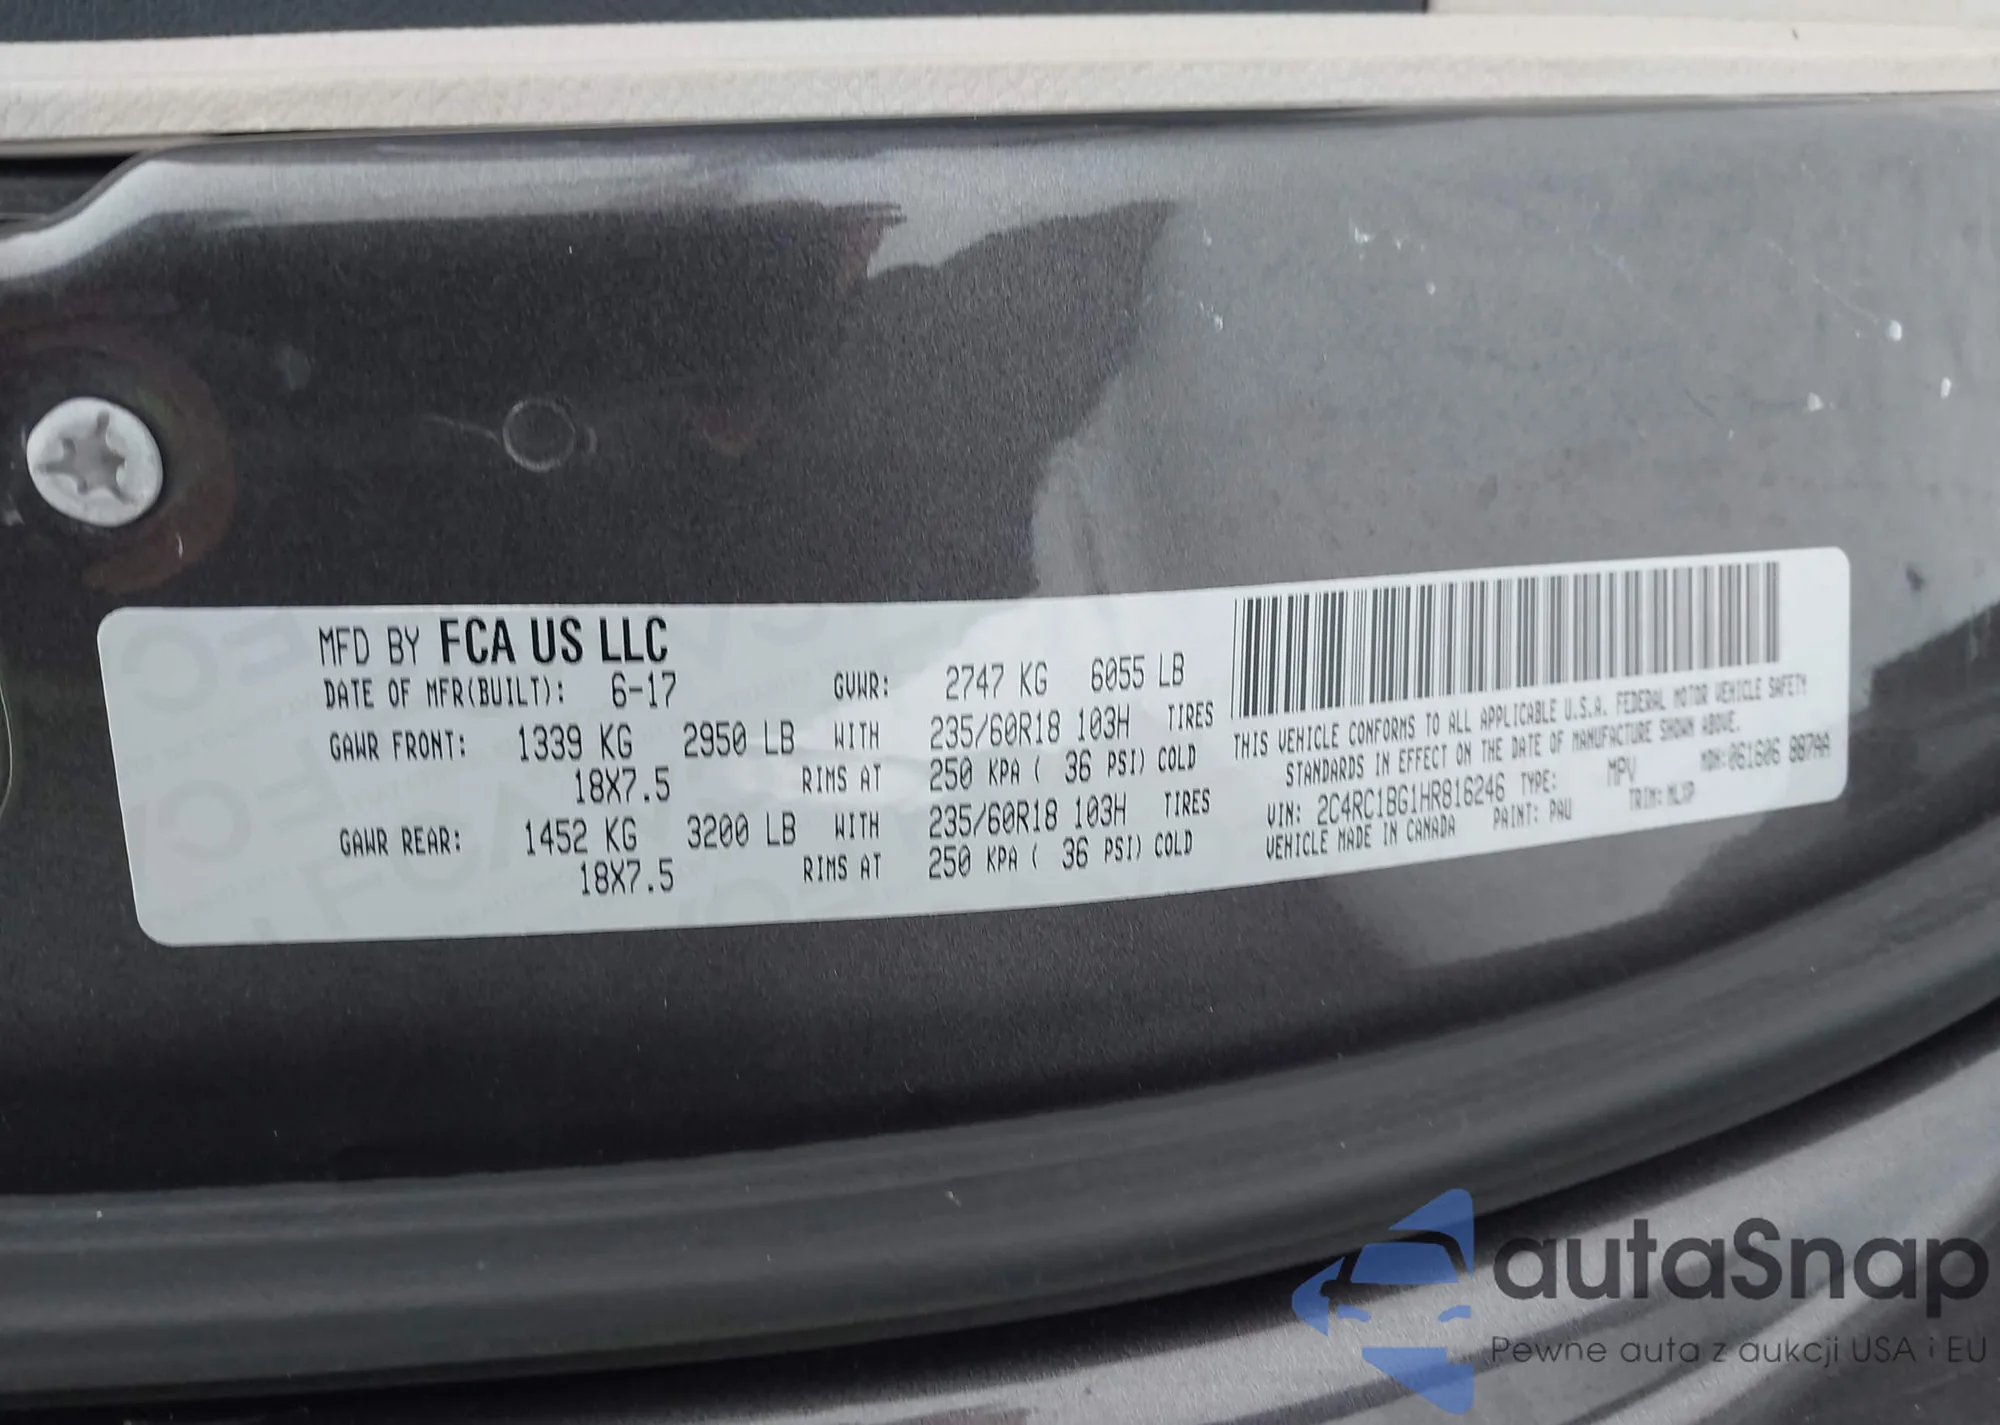 MFD BY FCA US LLC
DATE OF MFR(BUILT): 6-17 GVWR: 2747 KG 6055 LB
GAWR FRONT: 1339 KG 2950 LB WITH 235/60R18 103H TIRES
18X7.5 RIMS AT 250 KPA ( 36 PSI) COLD
GAWR REAR: 1452 KG 3200 LB WITH 235/60R18 103H TIRES
18X7.5 RIMS AT 250 KPA ( 36 PSI) COLD
THIS VEHICLE CONFORMS TO ALL APPLICABLE U.S.A. FEDERAL MOTOR VEHICLE SAFETY
STANDARDS IN EFFECT ON THE DATE OF MANUFACTURE SHOWN ABOVE.
VIN: 2C4RC1BG1HR816246 TYPE: MPV MDH:061606 887AA
VEHICLE MADE IN CANADA PAINT: PAU TRIM:
autaSnap
Pewne auta z aukcji USA i EU